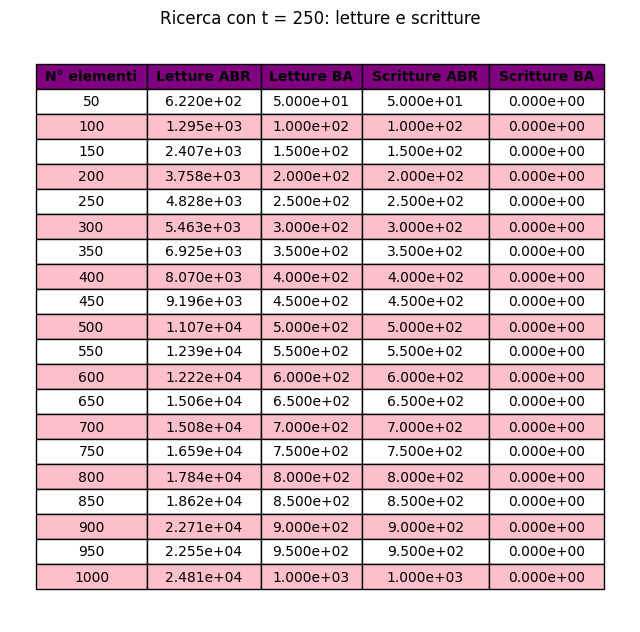 Ricerca con t = 250: letture e scritture
N° elementi Letture ABR Letture BA Scritture ABR Scritture BA
50 6.220e+02 5.000e+01 5.000e+01 0.000e+00
100 1.295e+03 1.000e+02 1.000e+02 0.000e+00
150 2.407e+03 1.500e+02 1.500e+02 0.000e+00
200 3.758e+03 2.000e+02 2.000e+02 0.000e+00
250 4.828e+03 2.500e+02 2.500e+02 0.000e+00
300 5.463e+03 3.000e+02 3.000e+02 0.000e+00
350 6.925e+03 3.500e+02 3.500e+02 0.000e+00
400 8.070e+03 4.000e+02 4.000e+02 0.000e+00
450 9.196e+03 4.500e+02 4.500e+02 0.000e+00
500 1.107e+04 5.000e+02 5.000e+02 0.000e+00
550 1.239e+04 5.500e+02 5.500e+02 0.000e+00
600 1.222e+04 6.000e+02 6.000e+02 0.000e+00
650 1.506e+04 6.500e+02 6.500e+02 0.000e+00
700 1.508e+04 7.000e+02 7.000e+02 0.000e+00
750 1.659e+04 7.500e+02 7.500e+02 0.000e+00
800 1.784e+04 8.000e+02 8.000e+02 0.000e+00
850 1.862e+04 8.500e+02 8.500e+02 0.000e+00
900 2.271e+04 9.000e+02 9.000e+02 0.000e+00
950 2.255e+04 9.500e+02 9.500e+02 0.000e+00
1000 2.481e+04 1.000e+03 1.000e+03 0.000e+00